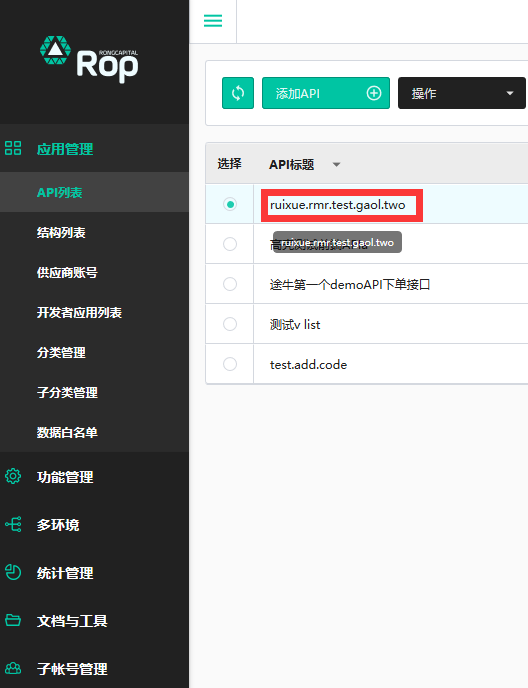 RONGCAPITAL
Rop
添加API
操作
应用管理
选择
API标题
API列表
ruixue.rmr.test.gaol.two
结构列表
ruixue.rmr.test.gaol.two
供应商账号
途牛第一个demoAPI下单接口
开发者应用列表
测试v list
分类管理
test.add.code
子分类管理
数据白名单
功能管理
多环境
统计管理
文档与工具
子帐号管理